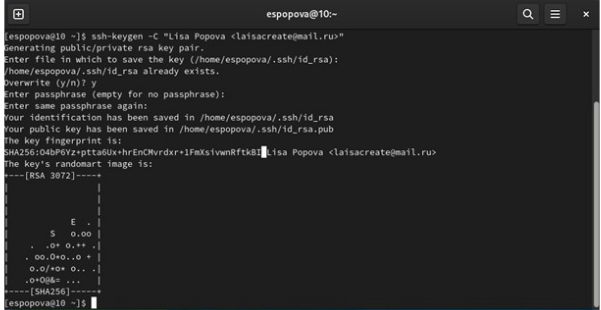 espopova@10:~
[espopova@10 ~]$ ssh-keygen -C "Lisa Popova <laisacreate@mail.ru>"
Generating public/private rsa key pair.
Enter file in which to save the key (/home/espopova/.ssh/id_rsa):
/home/espopova/.ssh/id_rsa already exists.
Overwrite (y/n)? y
Enter passphrase (empty for no passphrase):
Enter same passphrase again:
Your identification has been saved in /home/espopova/.ssh/id_rsa
Your public key has been saved in /home/espopova/.ssh/id_rsa.pub
The key fingerprint is:
SHA256:O4bP6Yz+ptta6Ux+hrEnCMvrdxr+1FmXsivwnRftkBI Lisa Popova <laisacreate@mail.ru>
The key's randomart image is:
+---[RSA 3072]----+
|                 |
|                 |
|                 |
|            E  . |
|        S   o.oo |
|    .  .o+ o.++ .|
|   . oo.O*o..o + |
|    o.o/*o* o.. .|
|   .o+O@&= ...   |
+----[SHA256]-----+
[espopova@10 ~]$